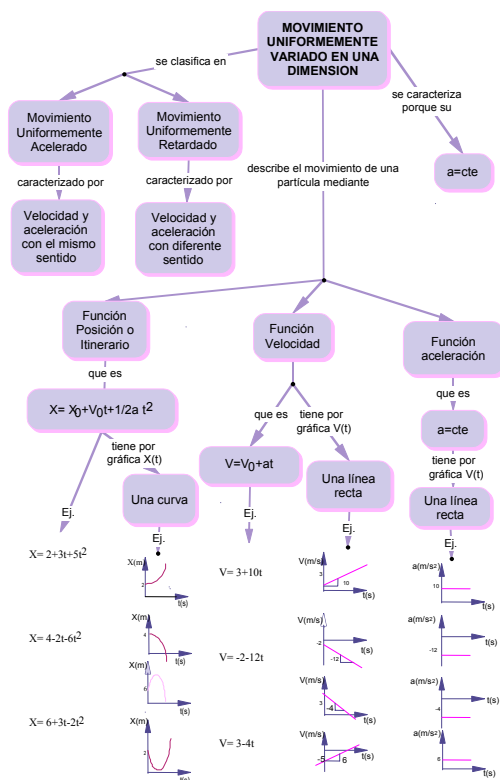 MOVIMIENTO
UNIFORMEMENTE
VARIADO EN UNA
DIMENSION
se clasifica en
se caracteriza
porque su
Movimiento
Uniformemente
Acelerado
Movimiento
Uniformemente
Retardado
a=cte
describe el movimiento de una
partícula mediante
caracterizado por
caracterizado por
Velocidad y
aceleración
con el mismo
sentido
Velocidad y
aceleración
con diferente
sentido
Función
Posición o
Itinerario
Función
Velocidad
Función
aceleración
que es
X= X0+V0t+1/2a t2
tiene por
gráfica X(t)
Una curva
Ej.
Ej.
que es
tiene por
gráfica V(t)
V=V0+at
Una línea
recta
Ej.
Ej.
que es
a=cte
tiene por
gráfica V(t)
Una línea
recta
Ej.
X= 2+3t+5t2
X(m)
2
t(s)
V= 3+10t
V(m/s)
3
10
t(s)
a(m/s2)
10
t(s)
X= 4-2t-6t2
X(m)
4
t(s)
V= -2-12t
V(m/s)
-2
-12
t(s)
a(m/s2)
-12
t(s)
X(m)
6
t(s)
V(m/s)
3
-4
t(s)
a(m/s2)
-4
t(s)
X= 6+3t-2t2
X(m)
2
t(s)
V= 3-4t
V(m/s)
6
t(s)
a(m/s2)
6
t(s)